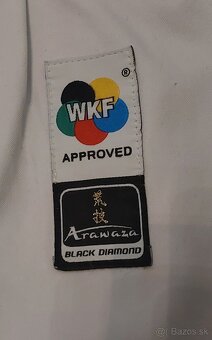 ®
WKF
APPROVED
荒
技
Arawaza
BLACK DIAMOND
Bazos.sk